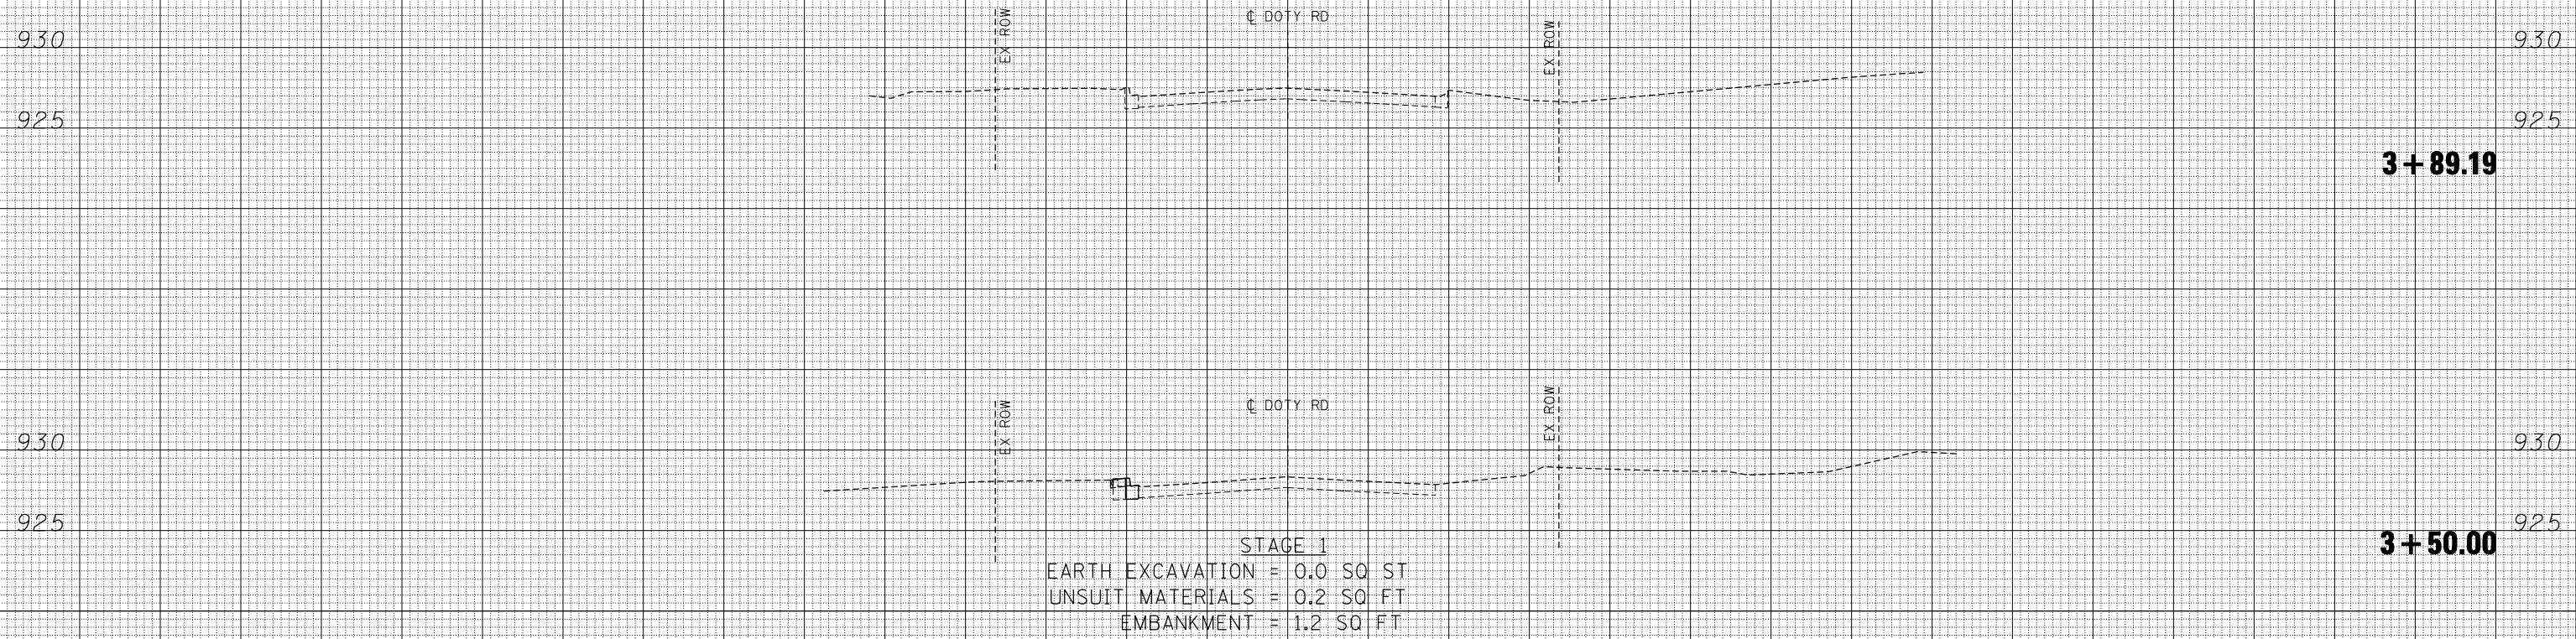 EX ROW
℄ DOTY RD
EX ROW
930
930
925
925
3+89.19
EX ROW
℄ DOTY RD
EX ROW
930
930
925
925
3+50.00
STAGE 1
EARTH EXCAVATION = 0.0 SQ ST
UNSUIT MATERIALS = 0.2 SQ FT
EMBANKMENT = 1.2 SQ FT